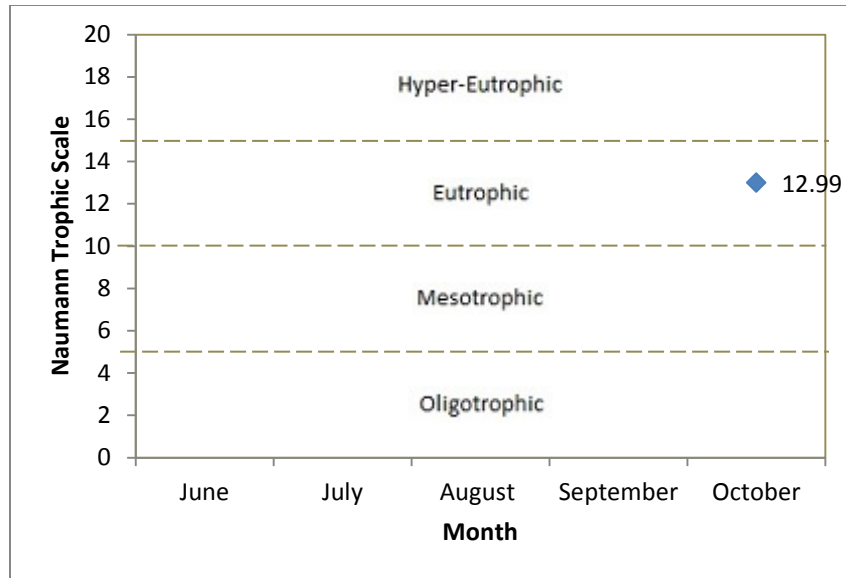 Naumann Trophic Scale
20
18
16
14
12
10
8
6
4
2
0
Hyper-Eutrophic
Eutrophic
12.99
Mesotrophic
Oligotrophic
June July August September October
Month